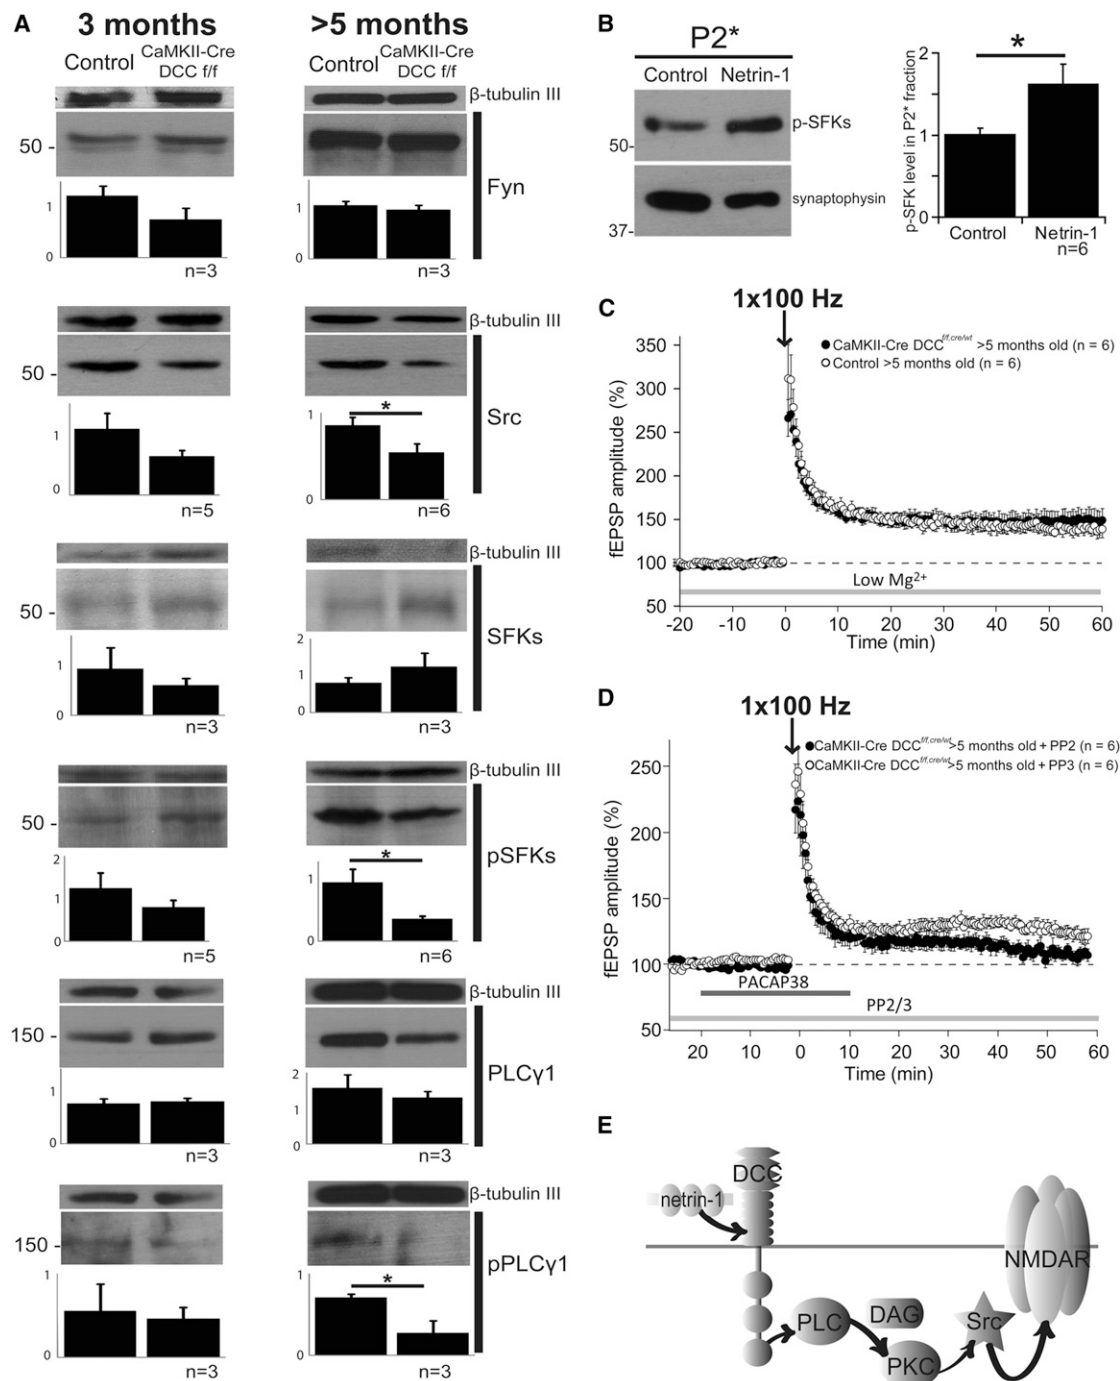 A
3 months
>5 months
Control
CaMKII-Cre
DCC f/f
Control
CaMKII-Cre
DCC f/f
β-tubulin III
50 -
Fyn
1
0
1
0
n=3
n=3
β-tubulin III
50 -
Src
1
0
1
0
*
n=5
n=6
β-tubulin III
50 -
SFKs
1
0
2
1
0
n=3
n=3
β-tubulin III
50 -
pSFKs
2
1
0
1
0
*
n=5
n=6
β-tubulin III
150 -
PLCγ1
1
0
2
1
0
n=3
n=3
β-tubulin III
150 -
pPLCγ1
1
0
1
0
*
n=3
n=3
B
P2*
Control
Netrin-1
p-SFKs
50-
synaptophysin
37-
*
p-SFK level in P2* fraction
2
1
0
Control
Netrin-1
n=6
C
1x100 Hz
CaMKII-Cre DCC f/f,cre/wt >5 months old (n = 6)
Control >5 months old (n = 6)
fEPSP amplitude (%)
350
300
250
200
150
100
50
Low Mg²⁺
-20 -10 0 10 20 30 40 50 60
Time (min)
D
1x100 Hz
CaMKII-Cre DCC f/f,cre/wt >5 months old + PP2 (n = 6)
CaMKII-Cre DCC f/f,cre/wt >5 months old + PP3 (n = 6)
fEPSP amplitude (%)
250
200
150
100
50
PACAP38
PP2/3
20 10 0 10 20 30 40 50 60
Time (min)
E
DCC
netrin-1
NMDAR
PLC
DAG
Src
PKC